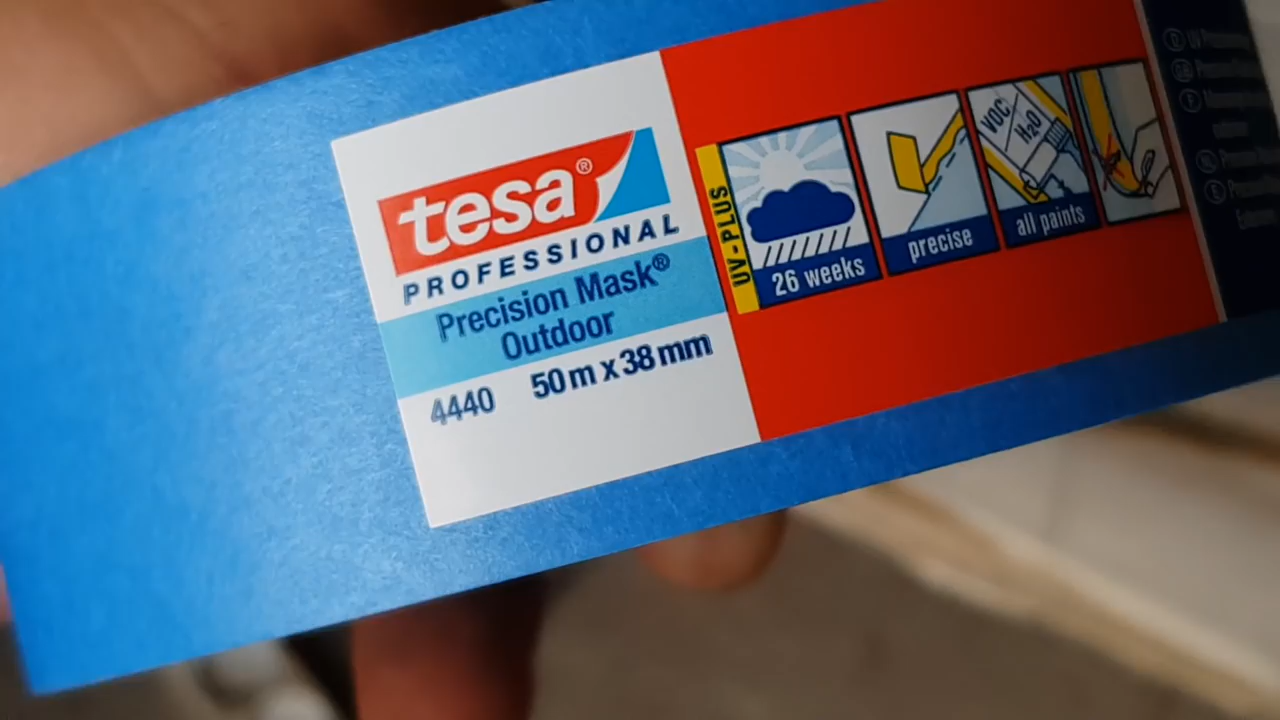 tesa®
PROFESSIONAL
Precision Mask®
Outdoor
4440 50 m x 38 mm
UV-PLUS
26 weeks
precise
VOC
H₂O
all paints